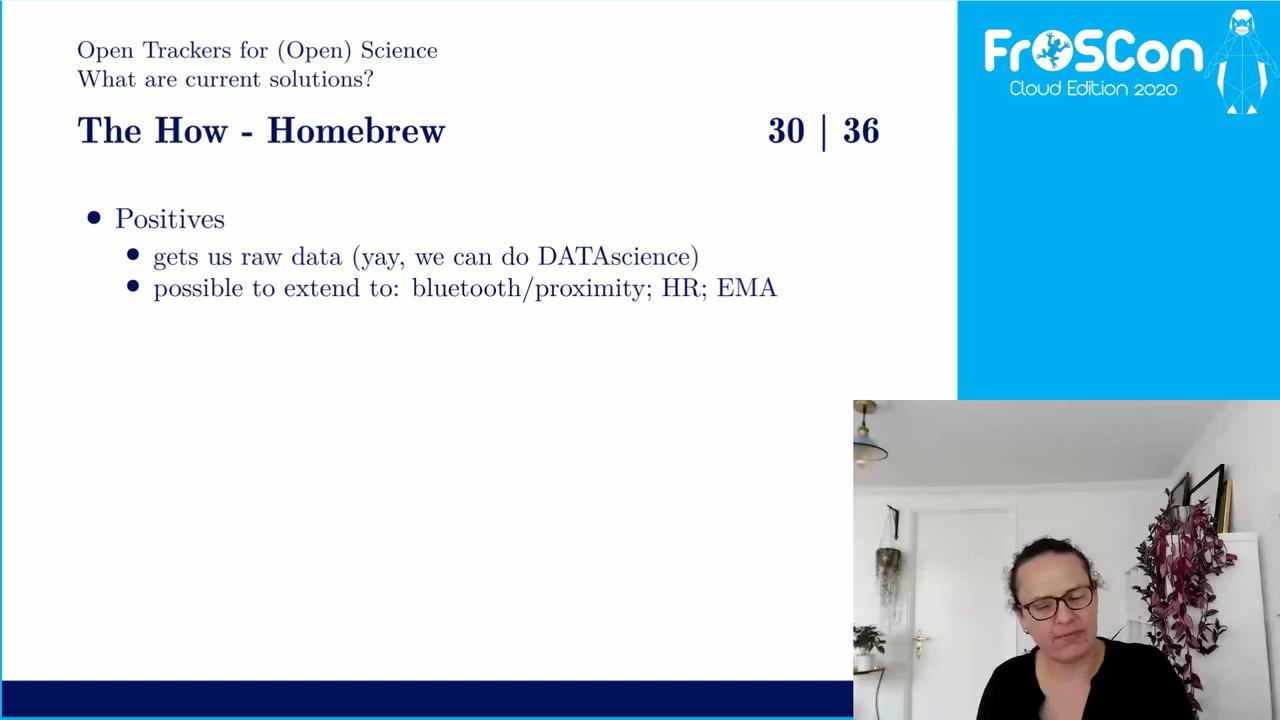 Open Trackers for (Open) Science
What are current solutions?
The How - Homebrew
30 | 36
• Positives
• gets us raw data (yay, we can do DATAscience)
• possible to extend to: bluetooth/proximity; HR; EMA
FrOSCon
Cloud Edition 2020